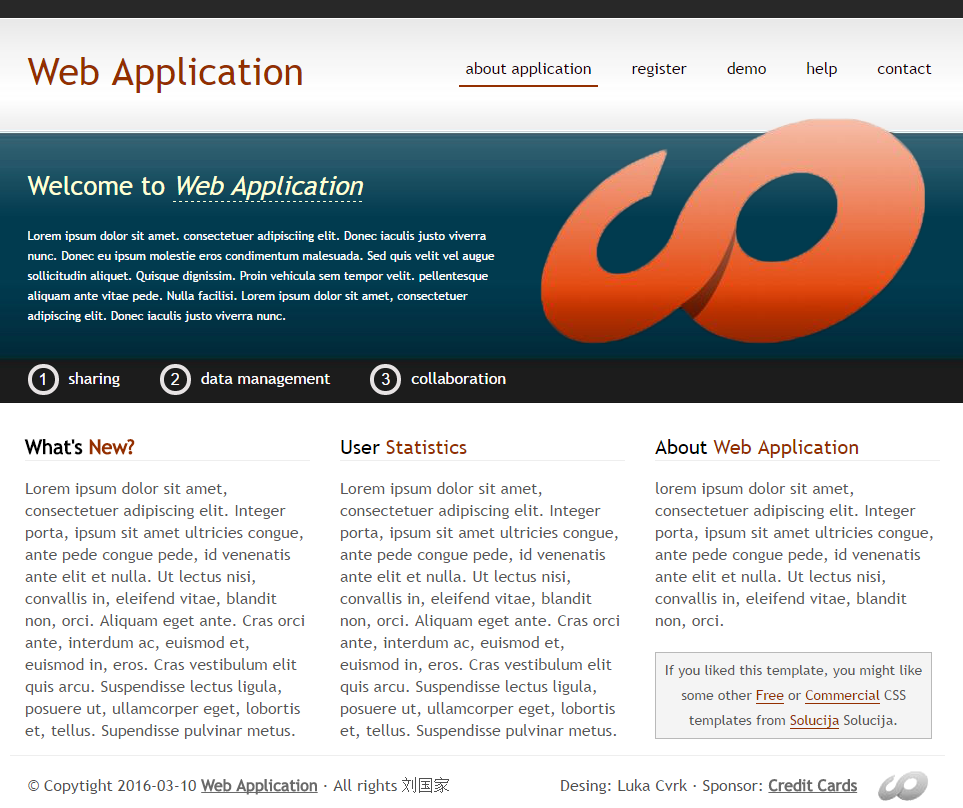 Web Application
about application register demo help contact
Welcome to Web Application
Lorem ipsum dolor sit amet. consectetuer adipisciing elit. Donec iaculis justo viverra
nunc. Donec eu ipsum molestie eros condimentum malesuada. Sed quis velit vel augue
sollicitudin aliquet. Quisque dignissim. Proin vehicula sem tempor velit. pellentesque
aliquam ante vitae pede. Nulla facilisi. Lorem ipsum dolor sit amet, consectetuer
adipiscing elit. Donec iaculis justo viverra nunc.
1 sharing 2 data management 3 collaboration
What's New?
Lorem ipsum dolor sit amet,
consectetuer adipiscing elit. Integer
porta, ipsum sit amet ultricies congue,
ante pede congue pede, id venenatis
ante elit et nulla. Ut lectus nisi,
convallis in, eleifend vitae, blandit
non, orci. Aliquam eget ante. Cras orci
ante, interdum ac, euismod et,
euismod in, eros. Cras vestibulum elit
quis arcu. Suspendisse lectus ligula,
posuere ut, ullamcorper eget, lobortis
et, tellus. Supendisse pulvinar metus.
User Statistics
Lorem ipsum dolor sit amet,
consectetuer adipiscing elit. Integer
porta, ipsum sit amet ultricies congue,
ante pede congue pede, id venenatis
ante elit et nulla. Ut lectus nisi,
convallis in, eleifend vitae, blandit
non, orci. Aliquam eget ante. Cras orci
ante, interdum ac, euismod et,
euismod in, eros. Cras vestibulum elit
quis arcu. Suspendisse lectus ligula,
posuere ut, ullamcorper eget, lobortis
et, tellus. Supendisse pulvinar metus.
About Web Application
lorem ipsum dolor sit amet,
consectetuer adipiscing elit. Integer
porta, ipsum sit amet ultricies congue,
ante pede congue pede, id venenatis
ante elit et nulla. Ut lectus nisi,
convallis in, eleifend vitae, blandit
non, orci.
If you liked this template, you might like
some other Free or Commercial CSS
templates from Solucija Solucija.
© Copyright 2016-03-10 Web Application · All rights 刘国家
Desing: Luka Cvrk · Sponsor: Credit Cards